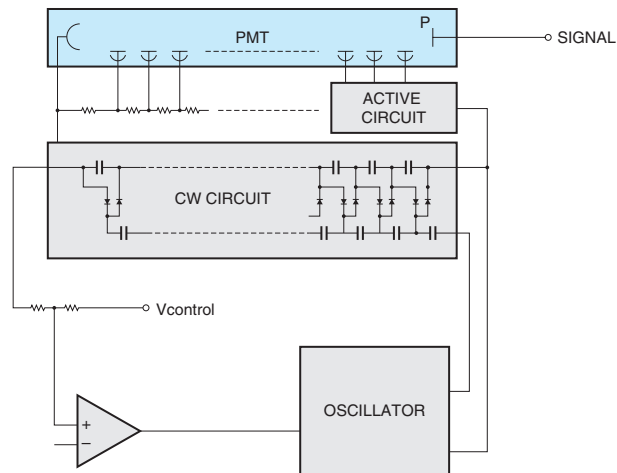 PMT
P
SIGNAL
ACTIVE
CIRCUIT
CW CIRCUIT
Vcontrol
+
−
OSCILLATOR